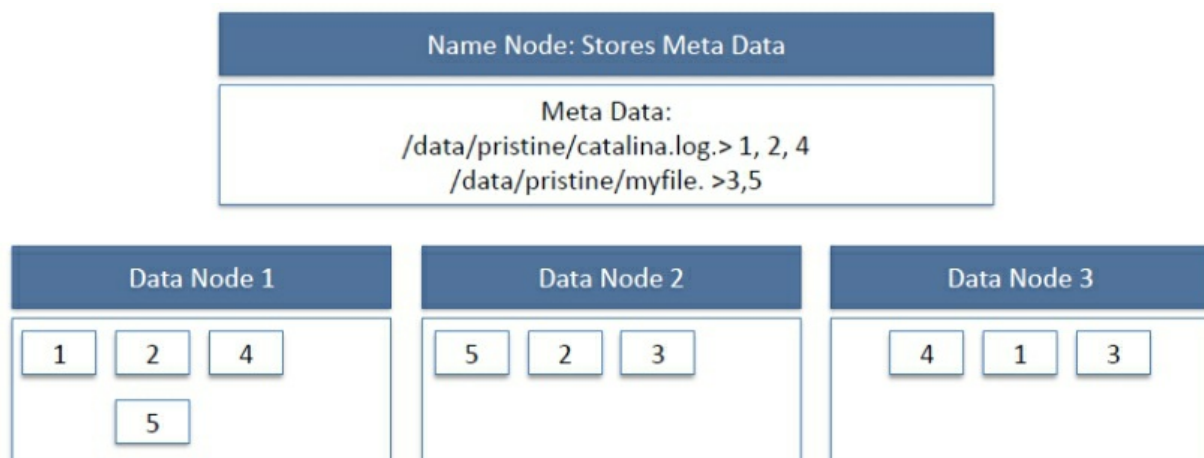 Name Node: Stores Meta Data
Meta Data:
/data/pristine/catalina.log.> 1, 2, 4
/data/pristine/myfile. >3,5
Data Node 1
1 2 4
5
Data Node 2
5 2 3
Data Node 3
4 1 3